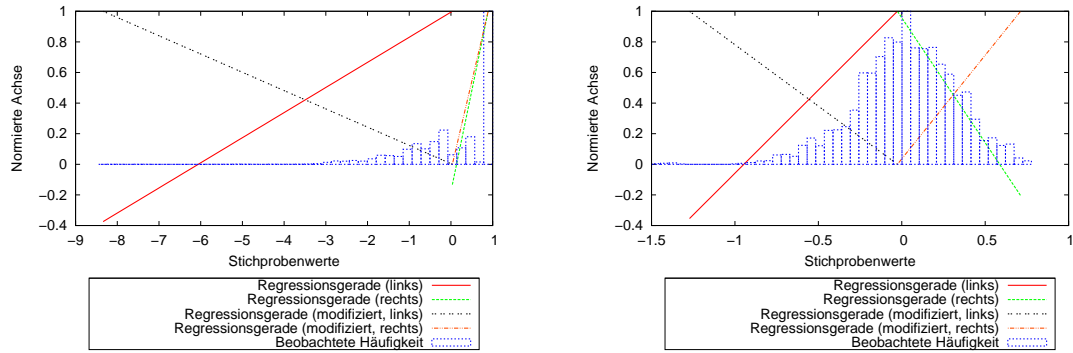 1
0.8
0.6
0.4
0.2
0
−0.2
−0.4
Normierte Achse
−9 −8 −7 −6 −5 −4 −3 −2 −1 0 1
Stichprobenwerte
Regressionsgerade (links)
Regressionsgerade (rechts)
Regressionsgerade (modifiziert, links)
Regressionsgerade (modifiziert, rechts)
Beobachtete Häufigkeit
1
0.8
0.6
0.4
0.2
0
−0.2
−0.4
Normierte Achse
−1.5 −1 −0.5 0 0.5 1
Stichprobenwerte
Regressionsgerade (links)
Regressionsgerade (rechts)
Regressionsgerade (modifiziert, links)
Regressionsgerade (modifiziert, rechts)
Beobachtete Häufigkeit